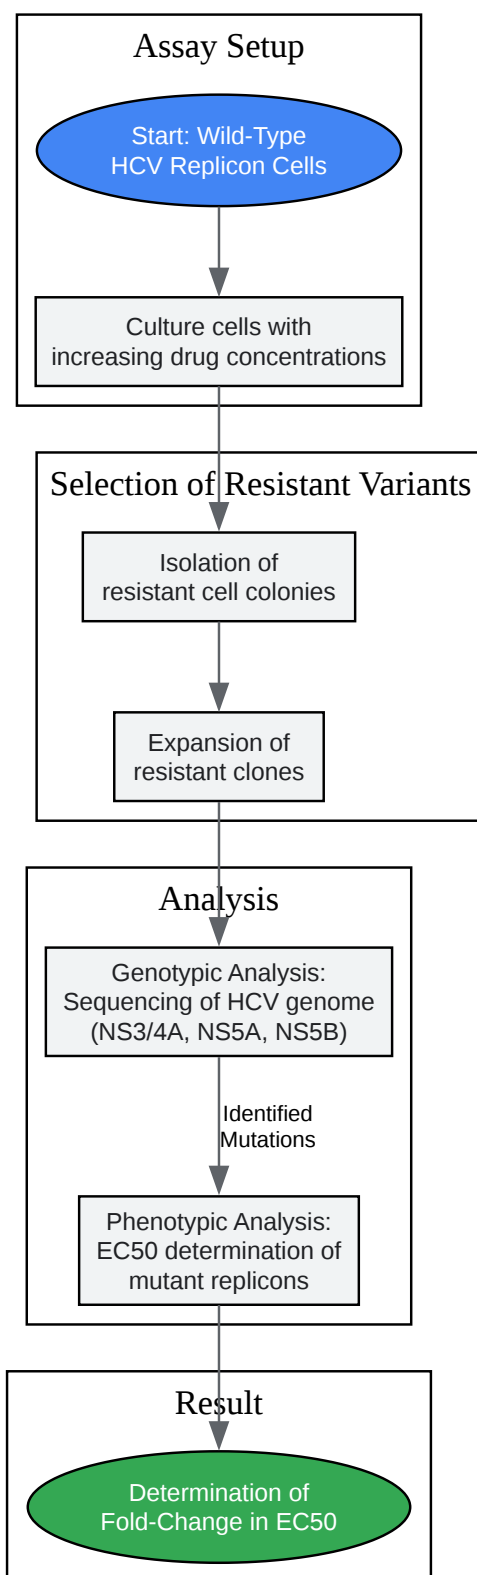 Assay Setup
Start: Wild-Type
HCV Replicon Cells
Culture cells with
increasing drug concentrations
Selection of Resistant Variants
Isolation of
resistant cell colonies
Expansion of
resistant clones
Analysis
Genotypic Analysis:
Sequencing of HCV genome
(NS3/4A, NS5A, NS5B)
Identified
Mutations
Phenotypic Analysis:
EC50 determination of
mutant replicons
Result
Determination of
Fold-Change in EC50